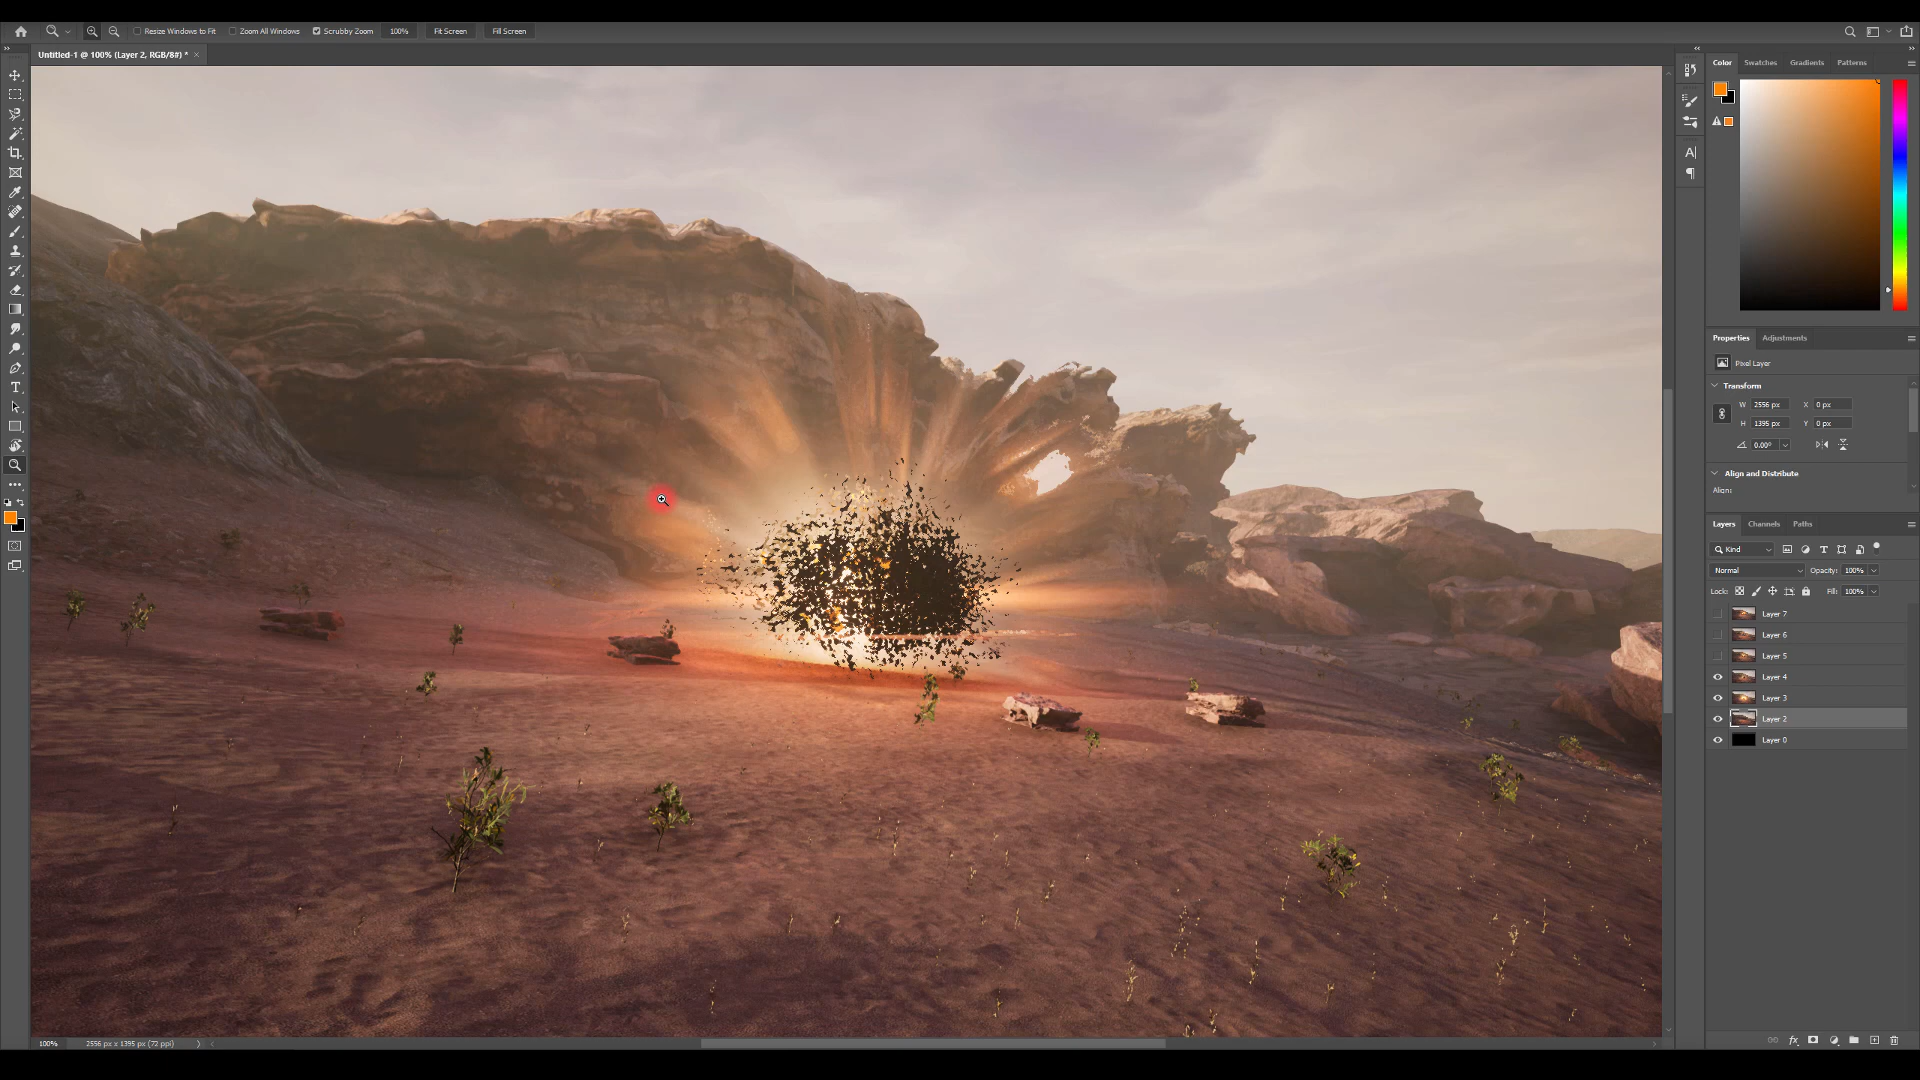 Resize Windows to Fit
Zoom All Windows
Scrubby Zoom
100%
Fit Screen
Fill Screen
Untitled-1 @ 100% (Layer 2, RGB/8#) *
Color
Swatches
Gradients
Patterns
Properties
Adjustments
Pixel Layer
Transform
W
2556 px
X
0 px
H
1395 px
Y
0 px
0.00°
Align and Distribute
Align:
Layers
Channels
Paths
Kind
Normal
Opacity:
100%
Lock:
Fill:
100%
Layer 7
Layer 6
Layer 5
Layer 4
Layer 3
Layer 2
Layer 0
100%
2556 px x 1395 px (72 ppi)